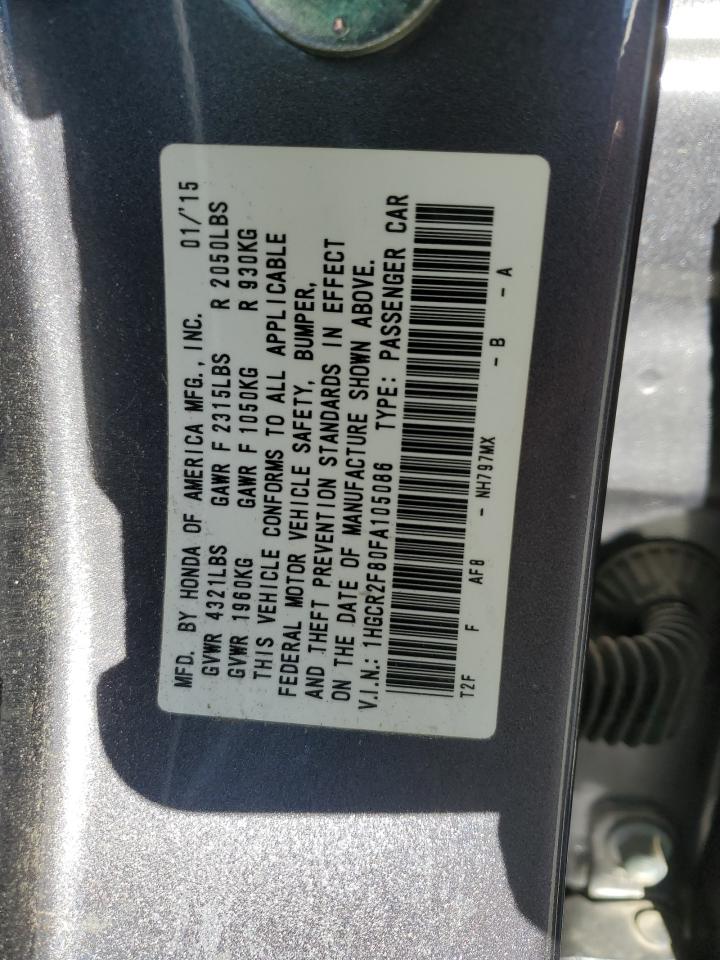 MFD. BY HONDA OF AMERICA MFG., INC. 01/'15
GVWR 4321LBS GAWR F 2315LBS R 2050LBS
GVWR 1960KG GAWR F 1050KG R 930KG
THIS VEHICLE CONFORMS TO ALL APPLICABLE
FEDERAL MOTOR VEHICLE SAFETY, BUMPER,
AND THEFT PREVENTION STANDARDS IN EFFECT
ON THE DATE OF MANUFACTURE SHOWN ABOVE.
V.I.N.: 1HGCR2F80FA105086 TYPE: PASSENGER CAR
T2F F AF8 - NH797MX - B - A